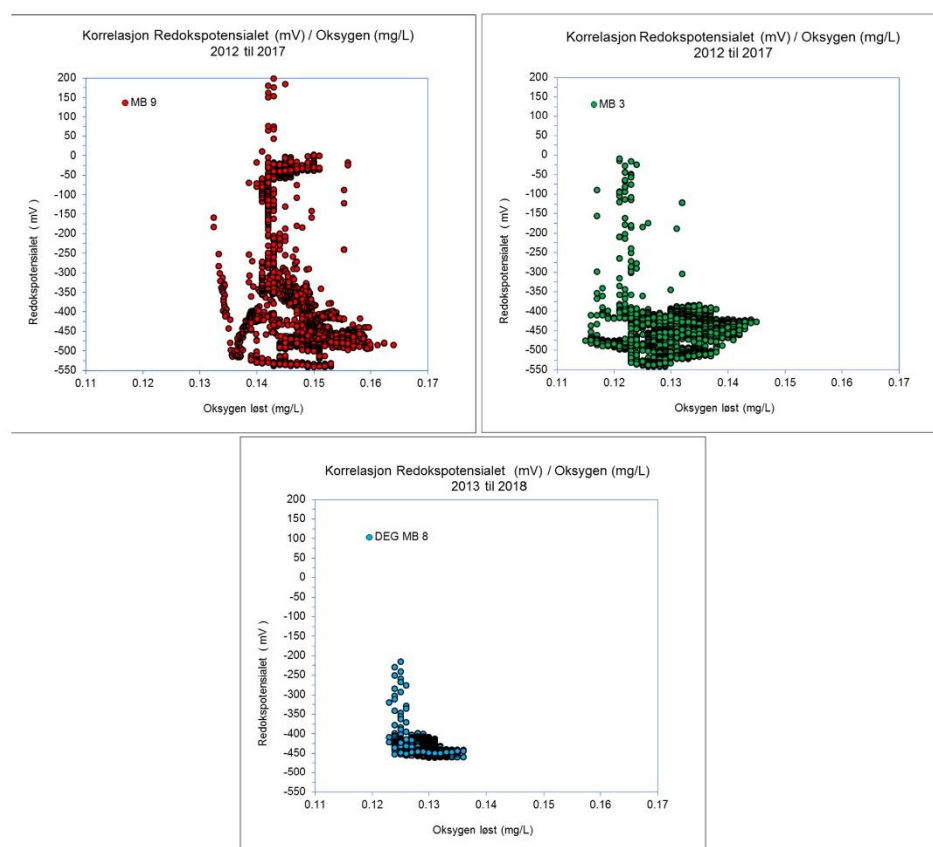 Korrelasjon Redokspotensialet (mV) / Oksygen (mg/L)
2012 til 2017
200
150
100
50
0
-50
-100
-150
-200
-250
-300
-350
-400
-450
-500
-550
MB 9
Redokspotensialet ( mV)
0.11 0.12 0.13 0.14 0.15 0.16 0.17
Oksygen løst (mg/L)
Korrelasjon Redokspotensialet (mV) / Oksygen (mg/L)
2012 til 2017
200
150
100
50
0
-50
-100
-150
-200
-250
-300
-350
-400
-450
-500
-550
MB 3
Redokspotensialet ( mV)
0.11 0.12 0.13 0.14 0.15 0.16 0.17
Oksygen løst (mg/L)
Korrelasjon Redokspotensialet (mV) / Oksygen (mg/L)
2013 til 2018
200
150
100
50
0
-50
-100
-150
-200
-250
-300
-350
-400
-450
-500
-550
DEG MB 8
Redokspotensialet ( mV)
0.11 0.12 0.13 0.14 0.15 0.16 0.17
Oksygen løst (mg/L)